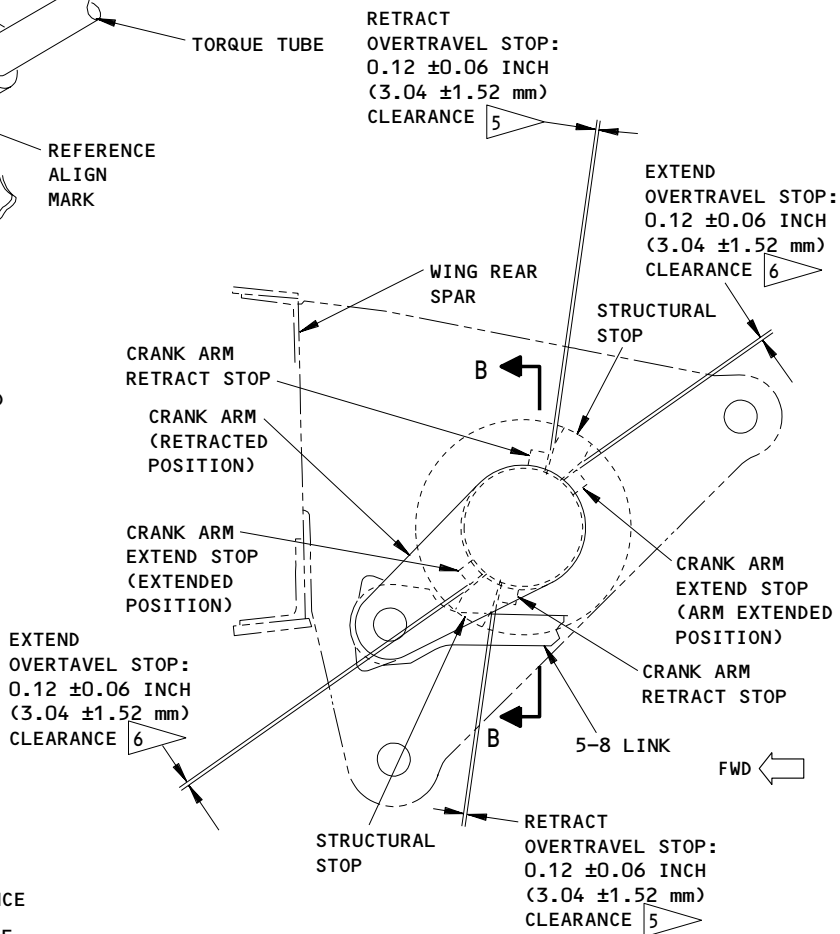 TORQUE TUBE
REFERENCE
ALIGN
MARK
RETRACT
OVERTRAVEL STOP:
0.12 ±0.06 INCH
(3.04 ±1.52 mm)
CLEARANCE 5
EXTEND
OVERTRAVEL STOP:
0.12 ±0.06 INCH
(3.04 ±1.52 mm)
CLEARANCE 6
WING REAR
SPAR
STRUCTURAL
STOP
B
CRANK ARM
RETRACT STOP
CRANK ARM
(RETRACTED
POSITION)
CRANK ARM
EXTEND STOP
(EXTENDED
POSITION)
CRANK ARM
EXTEND STOP
(ARM EXTENDED
POSITION)
CRANK ARM
RETRACT STOP
EXTEND
OVERTAVEL STOP:
0.12 ±0.06 INCH
(3.04 ±1.52 mm)
CLEARANCE 6
B
5-8 LINK
FWD
STRUCTURAL
STOP
RETRACT
OVERTRAVEL STOP:
0.12 ±0.06 INCH
(3.04 ±1.52 mm)
CLEARANCE 5